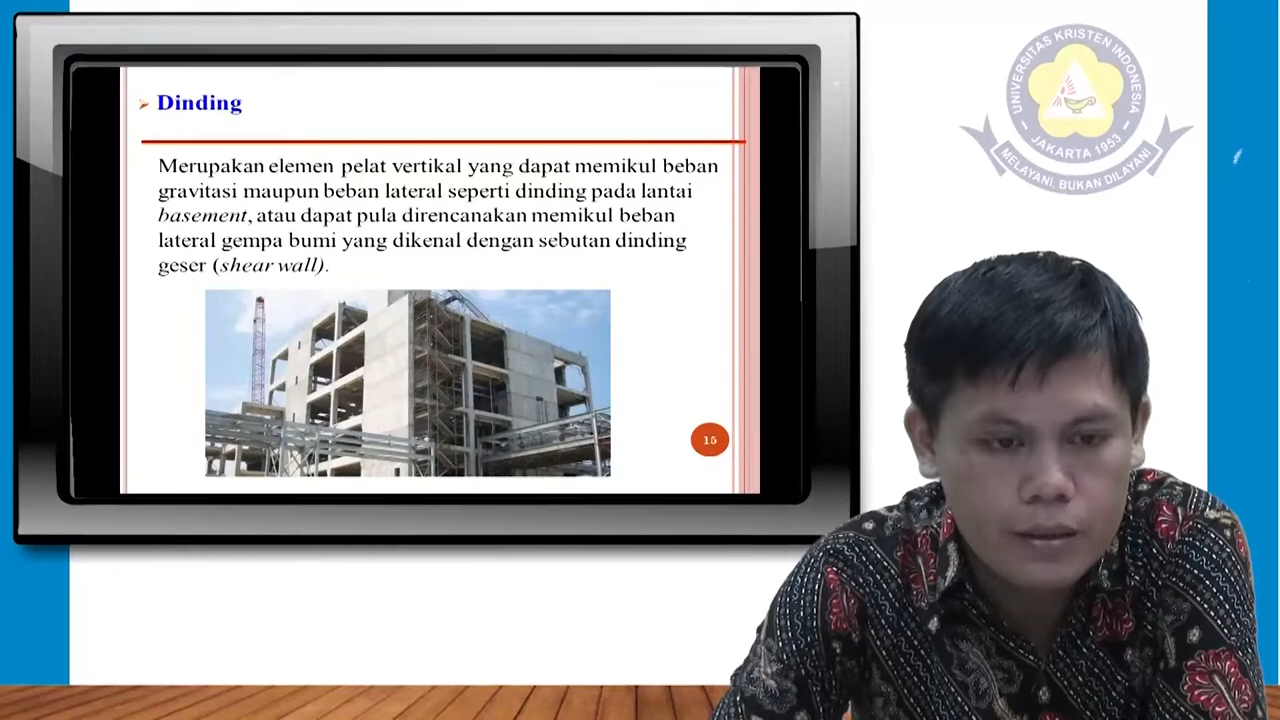 Dinding
Merupakan elemen pelat vertikal yang dapat memikul beban
gravitasi maupun beban lateral seperti dinding pada lantai
basement, atau dapat pula direncanakan memikul beban
lateral gempa bumi yang dikenal dengan sebutan dinding
geser (shear wall).
15
UNIVERSITAS KRISTEN INDONESIA
JAKARTA 1953
MELAYANI, BUKAN DILAYANI